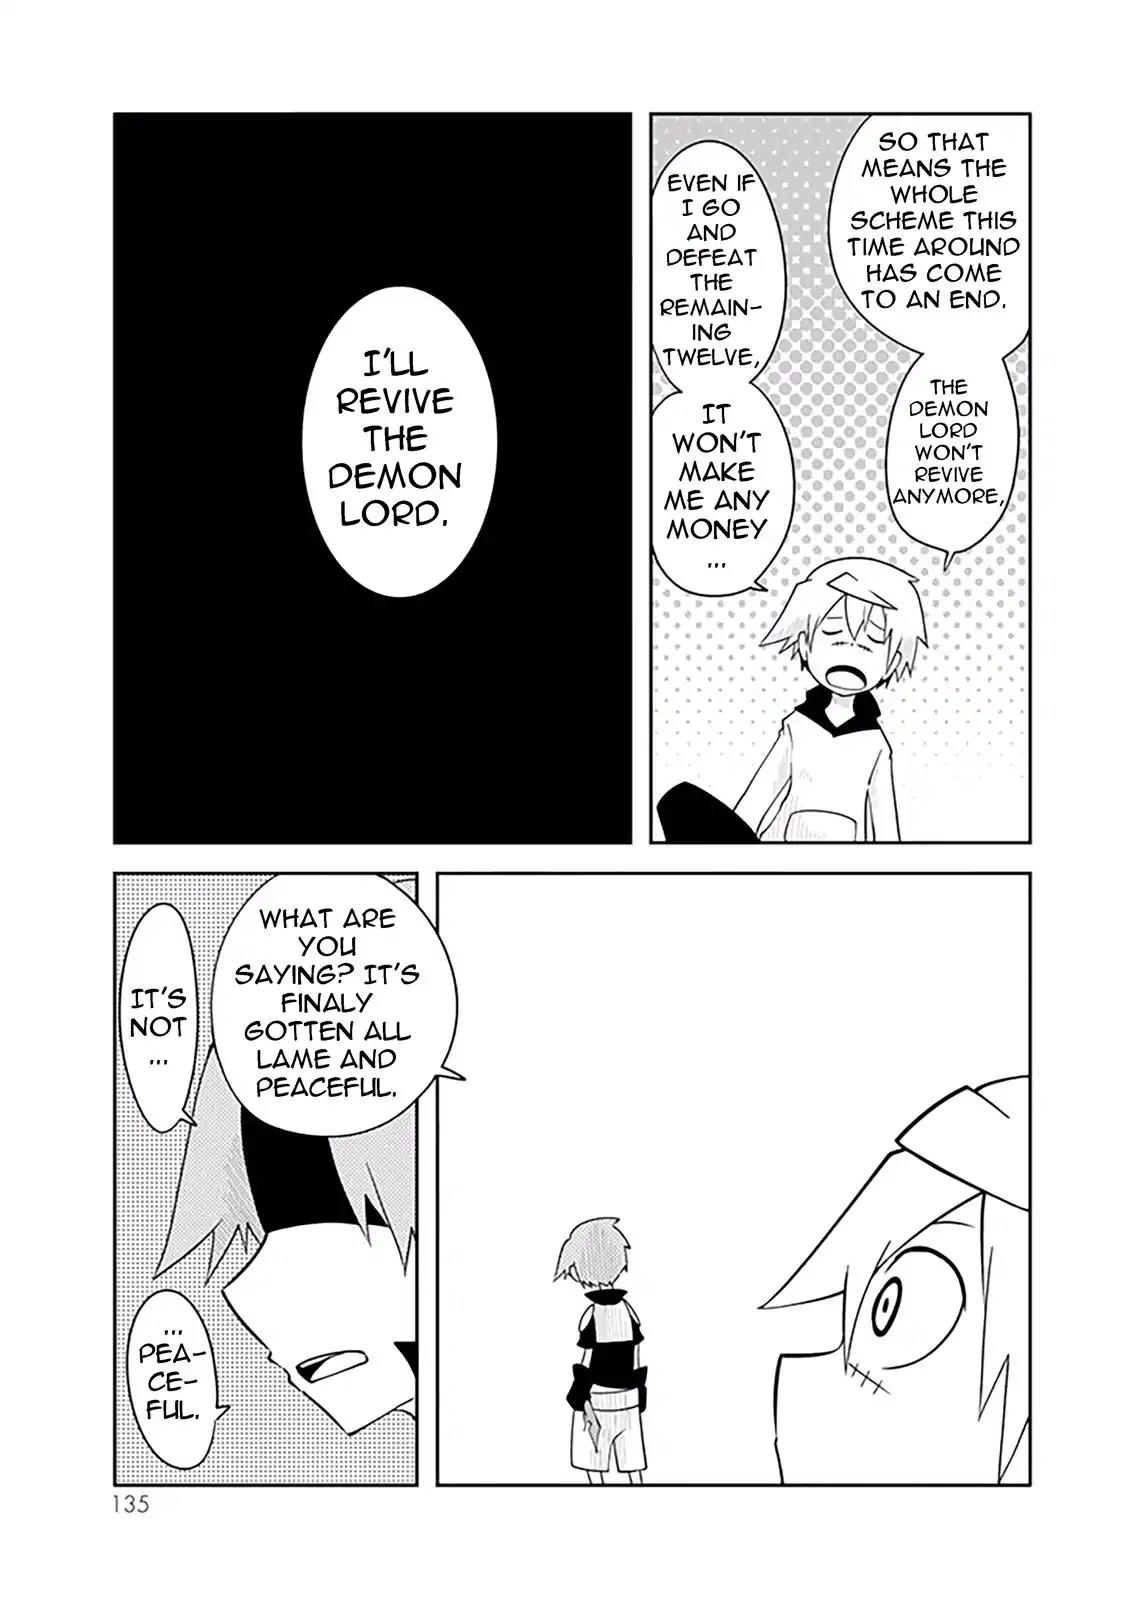 SO THAT
MEANS THE
WHOLE
SCHEME THIS
TIME AROUND
HAS COME
TO AN END.
THE
DEMON
LORD
WON'T
REVIVE
ANYMORE,
EVEN IF
I GO
AND
DEFEAT
THE
REMAIN-
ING
TWELVE,
IT
WON'T
MAKE
ME ANY
MONEY
...
I'LL
REVIVE
THE
DEMON
LORD.
WHAT ARE
YOU
SAYING? IT'S
FINALY
GOTTEN ALL
LAME AND
PEACEFUL.
IT'S
NOT
...
...
PEA-
CE-
FUL.
135